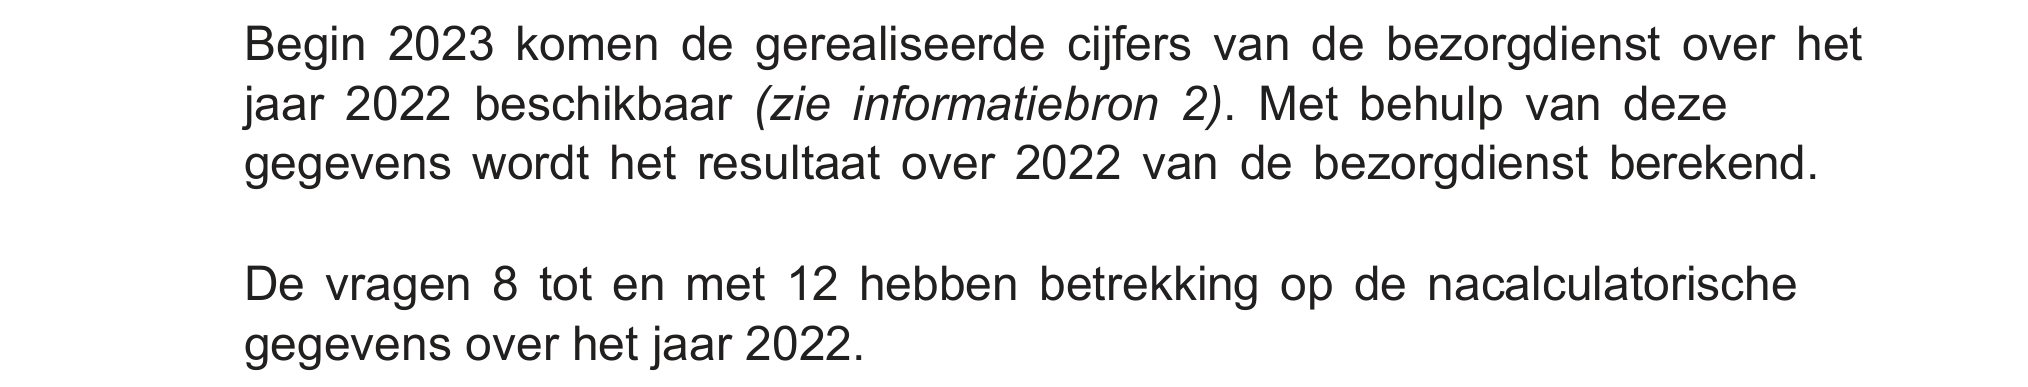 Begin 2023 komen de gerealiseerde cijfers van de bezorgdienst over het
jaar 2022 beschikbaar (zie informatiebron 2). Met behulp van deze
gegevens wordt het resultaat over 2022 van de bezorgdienst berekend.
De vragen 8 tot en met 12 hebben betrekking op de nacalculatorische
gegevens over het jaar 2022.